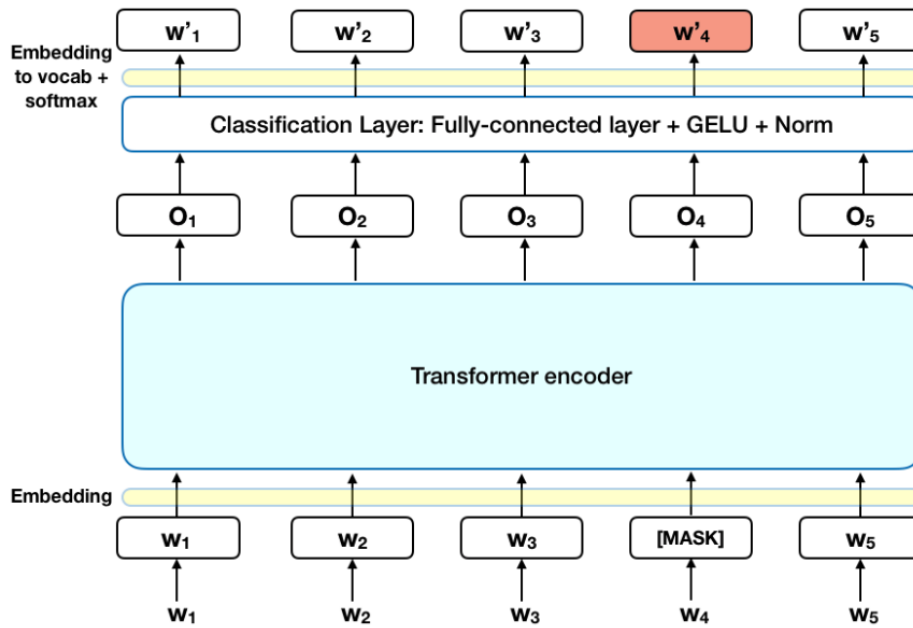 w'₁ w'₂ w'₃ w'₄ w'₅
Embedding
to vocab +
softmax
Classification Layer: Fully-connected layer + GELU + Norm
O₁ O₂ O₃ O₄ O₅
Transformer encoder
Embedding
w₁ w₂ w₃ [MASK] w₅
w₁ w₂ w₃ w₄ w₅